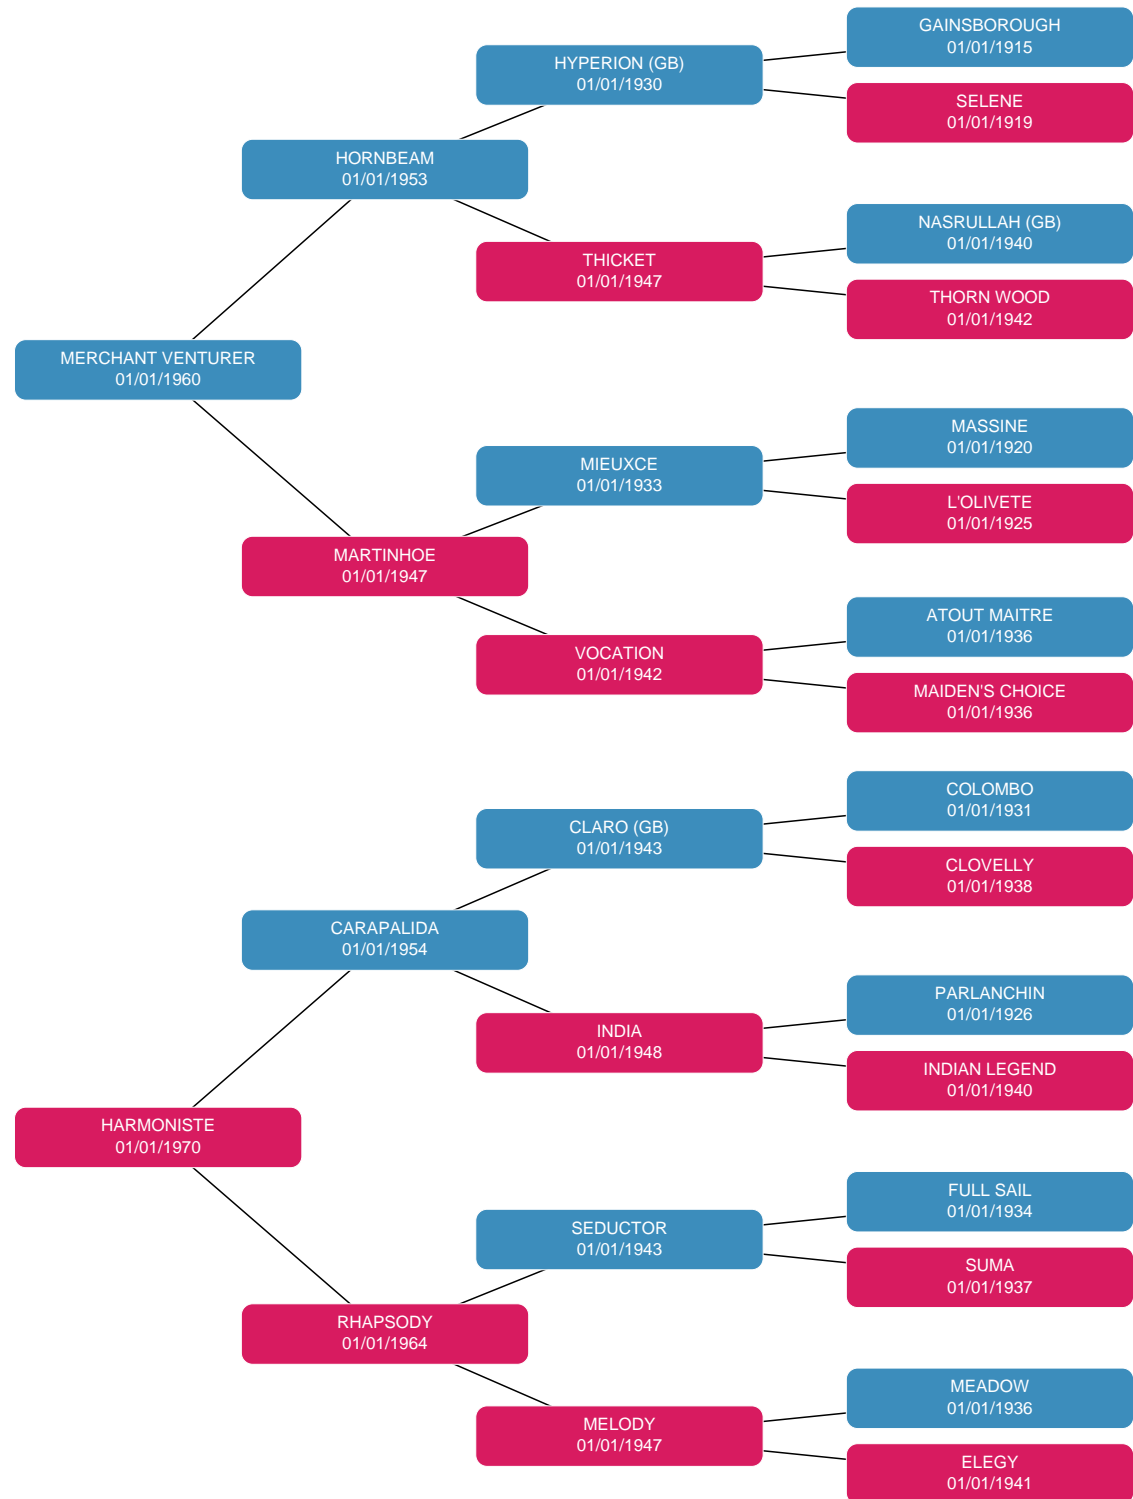 GAINSBOROUGH
01/01/1915
HYPERION (GB)
01/01/1930
SELENE
01/01/1919
HORNBEAM
01/01/1953
NASRULLAH (GB)
01/01/1940
THICKET
01/01/1947
THORN WOOD
01/01/1942
MERCHANT VENTURER
01/01/1960
MASSINE
01/01/1920
MIEUXCE
01/01/1933
L'OLIVETE
01/01/1925
MARTINHOE
01/01/1947
ATOUT MAITRE
01/01/1936
VOCATION
01/01/1942
MAIDEN'S CHOICE
01/01/1936
COLOMBO
01/01/1931
CLARO (GB)
01/01/1943
CLOVELLY
01/01/1938
CARAPALIDA
01/01/1954
PARLANCHIN
01/01/1926
INDIA
01/01/1948
INDIAN LEGEND
01/01/1940
HARMONISTE
01/01/1970
FULL SAIL
01/01/1934
SEDUCTOR
01/01/1943
SUMA
01/01/1937
RHAPSODY
01/01/1964
MEADOW
01/01/1936
MELODY
01/01/1947
ELEGY
01/01/1941